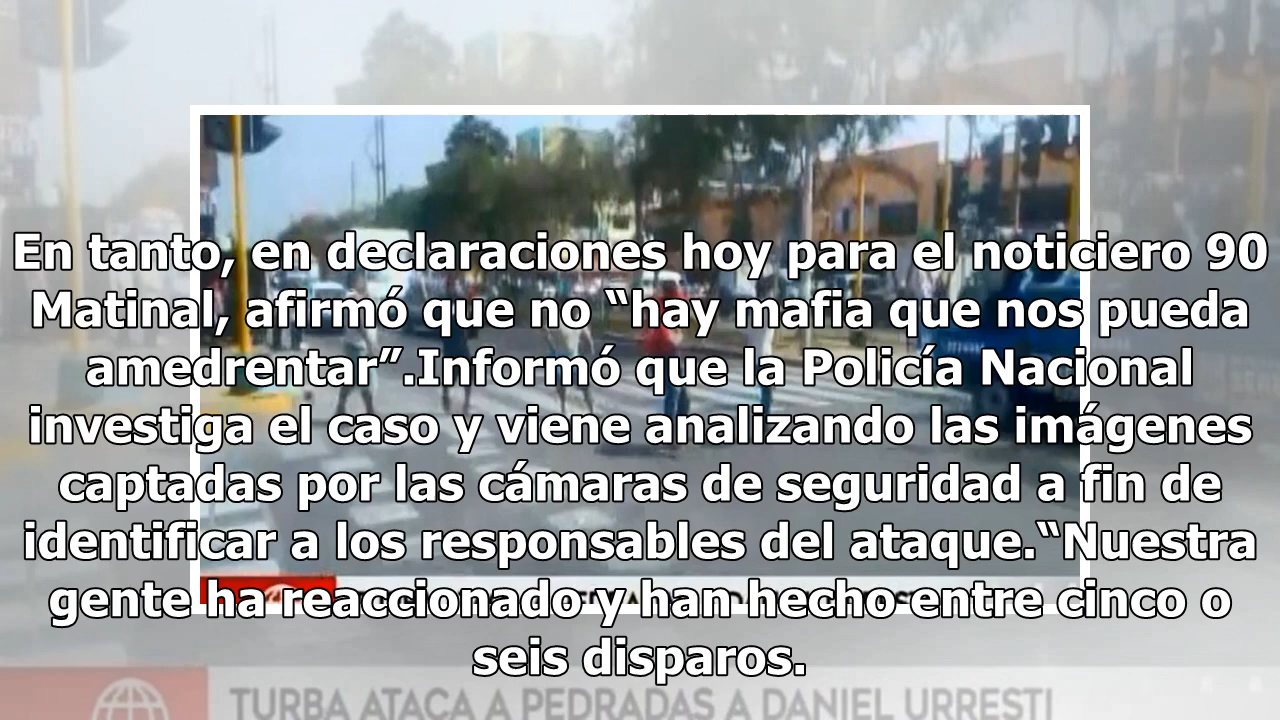 En tanto, en declaraciones hoy para el noticiero 90
Matinal, afirmó que no “hay mafia que nos pueda
amedrentar”.Informó que la Policía Nacional
investiga el caso y viene analizando las imágenes
captadas por las cámaras de seguridad a fin de
identificar a los responsables del ataque.“Nuestra
gente ha reaccionado y han hecho entre cinco o
seis disparos.
TURBA ATACA A PEDRADAS A DANIEL URRESTI